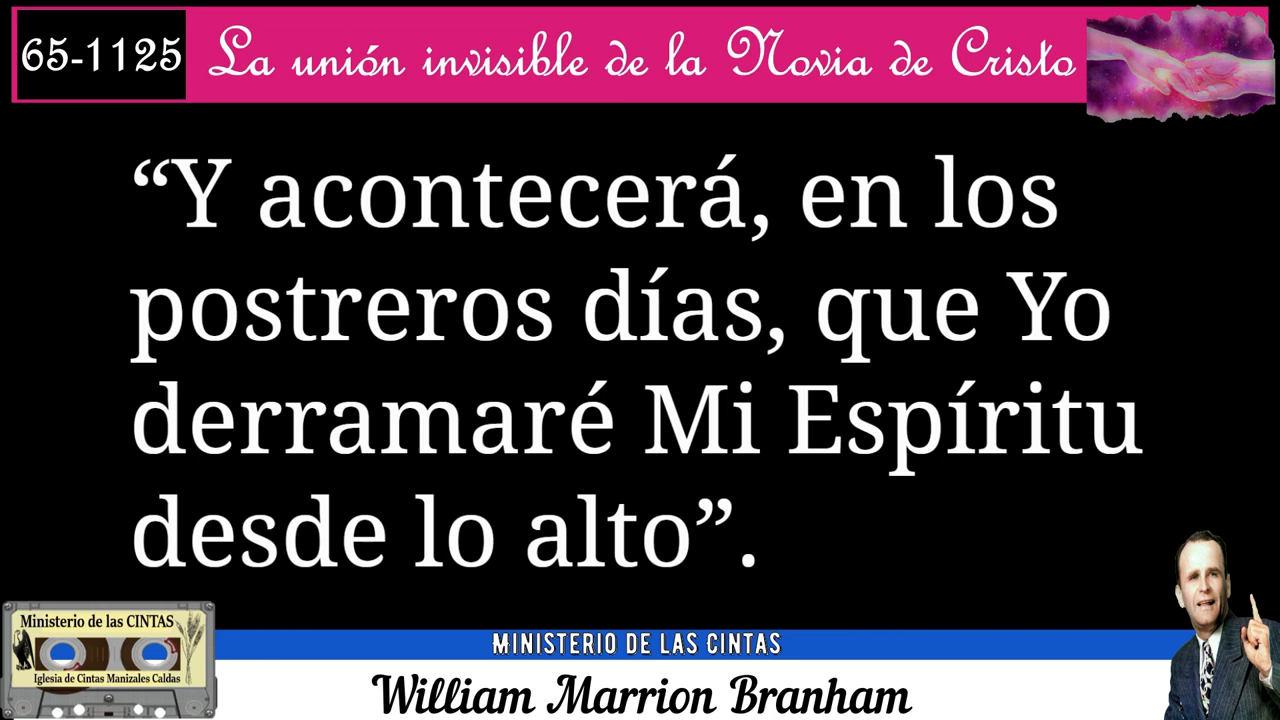 65-1125 La unión invisible de la Novia de Cristo
“Y acontecerá, en los
postreros días, que Yo
derramaré Mi Espíritu
desde lo alto”.
Ministerio de las CINTAS
Iglesia de Cintas Manizales Caldas
MINISTERIO DE LAS CINTAS
William Marrion Branham